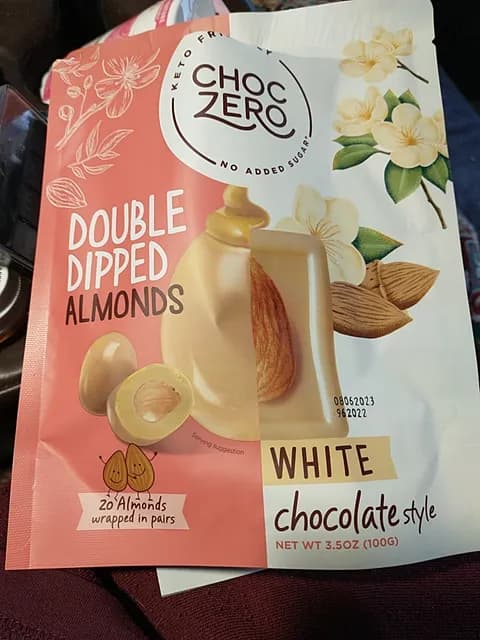 KETO
CHOC
ZERO
NO ADDED SUGAR*
DOUBLE
DIPPED
ALMONDS
08062023
962022
Serving suggestion
WHITE
20 Almonds
wrapped in pairs
chocolate style
NET WT 3.5OZ (100G)